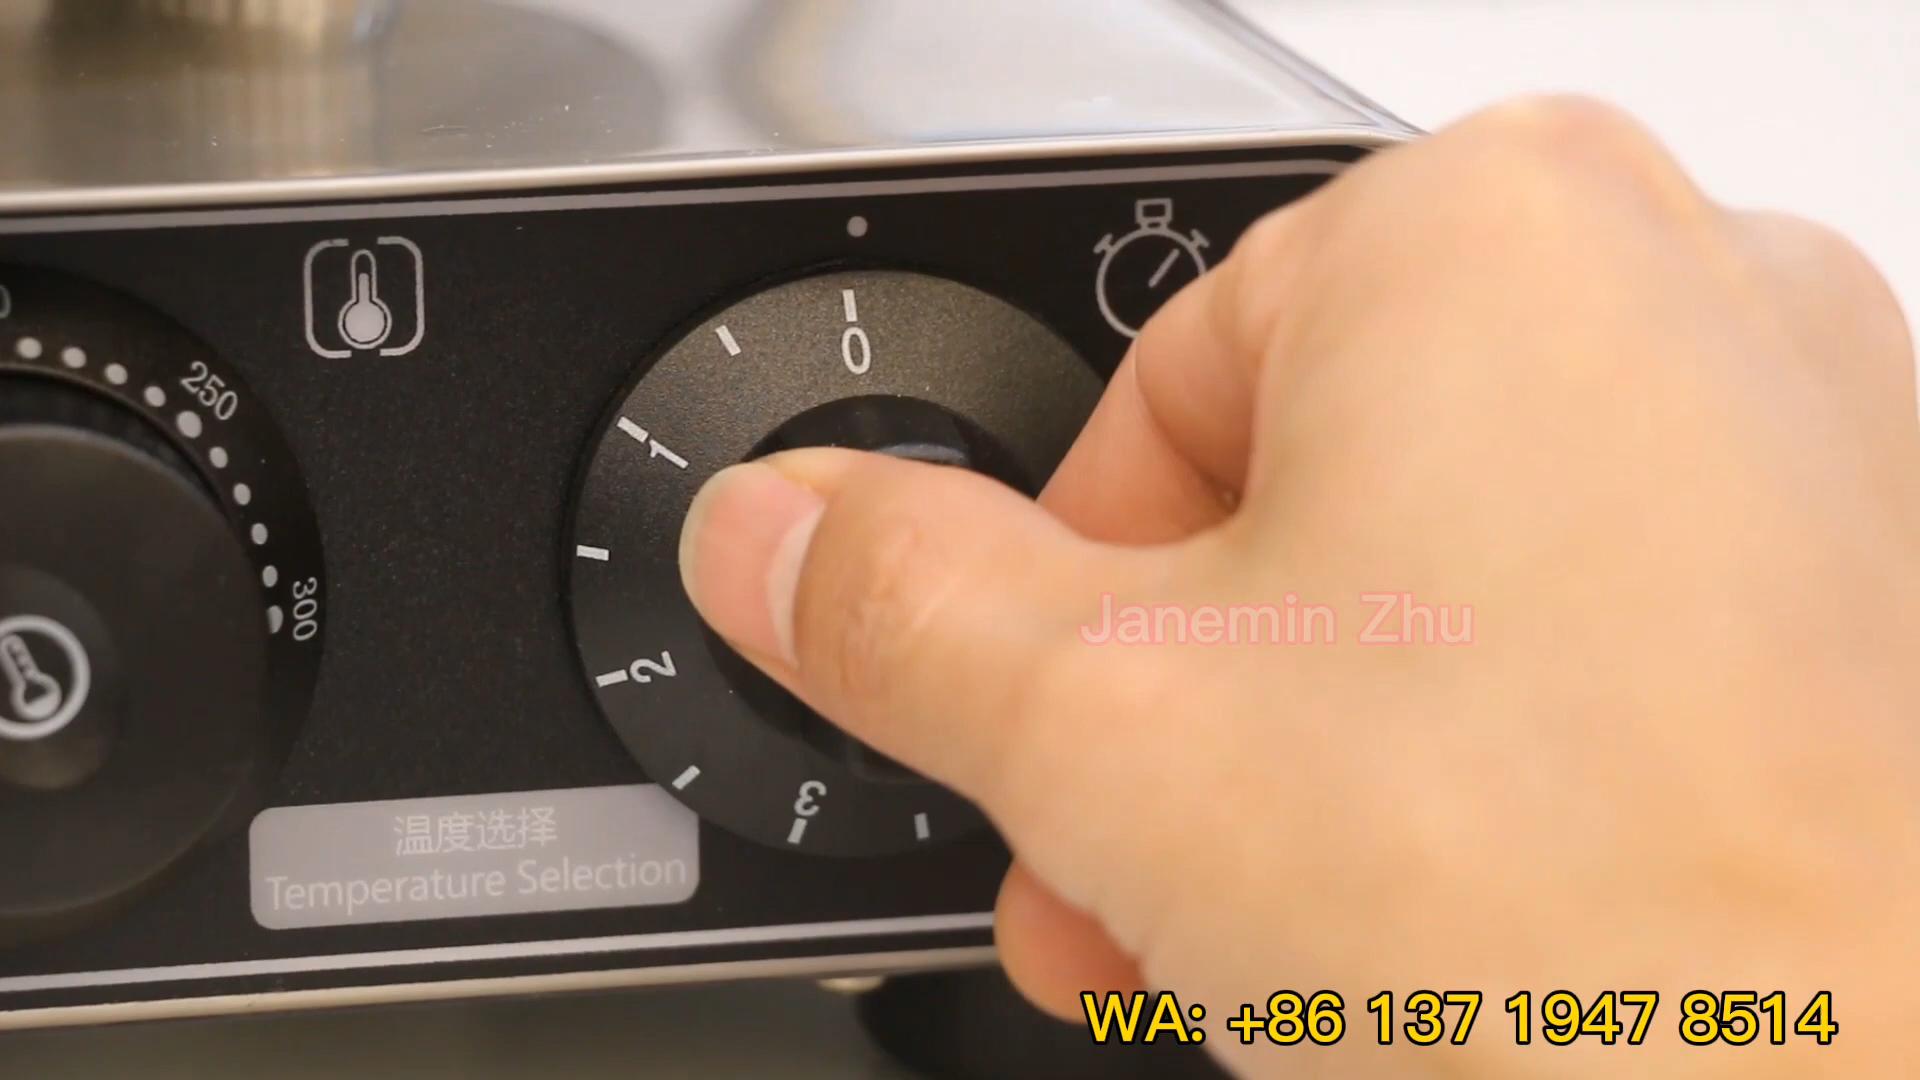 0
250
1
300
Janemin Zhu
2
3
温度选择
Temperature Selection
WA: +86 137 1947 8514